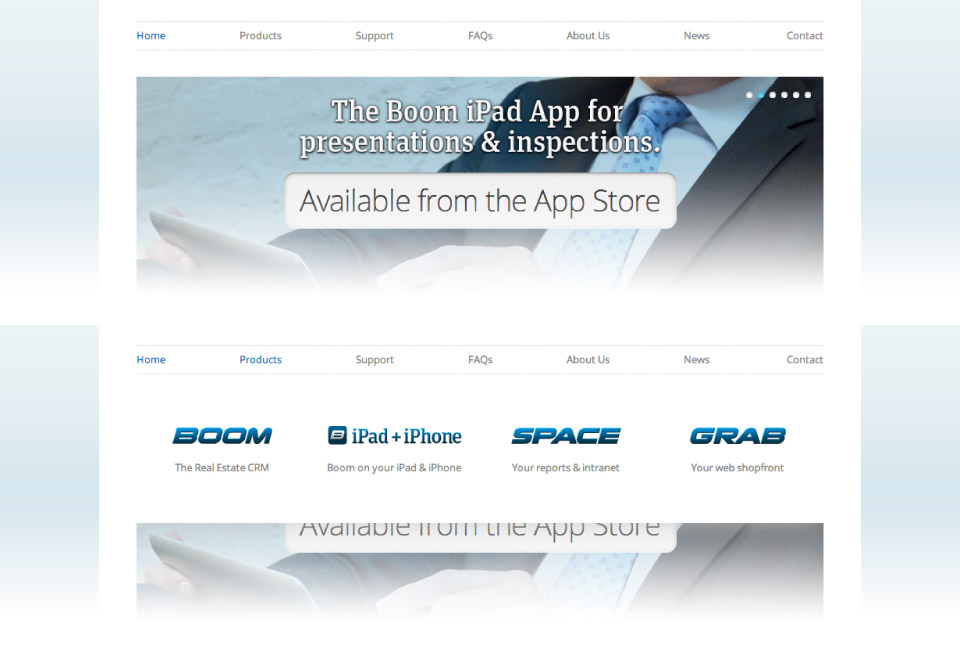 Home Products Support FAQs About Us News Contact
The Boom iPad App for
presentations & inspections.
Available from the App Store
Home Products Support FAQs About Us News Contact
BOOM B iPad + iPhone SPACE GRAB
The Real Estate CRM Boom on your iPad & iPhone Your reports & intranet Your web shopfront
Available from the App Store